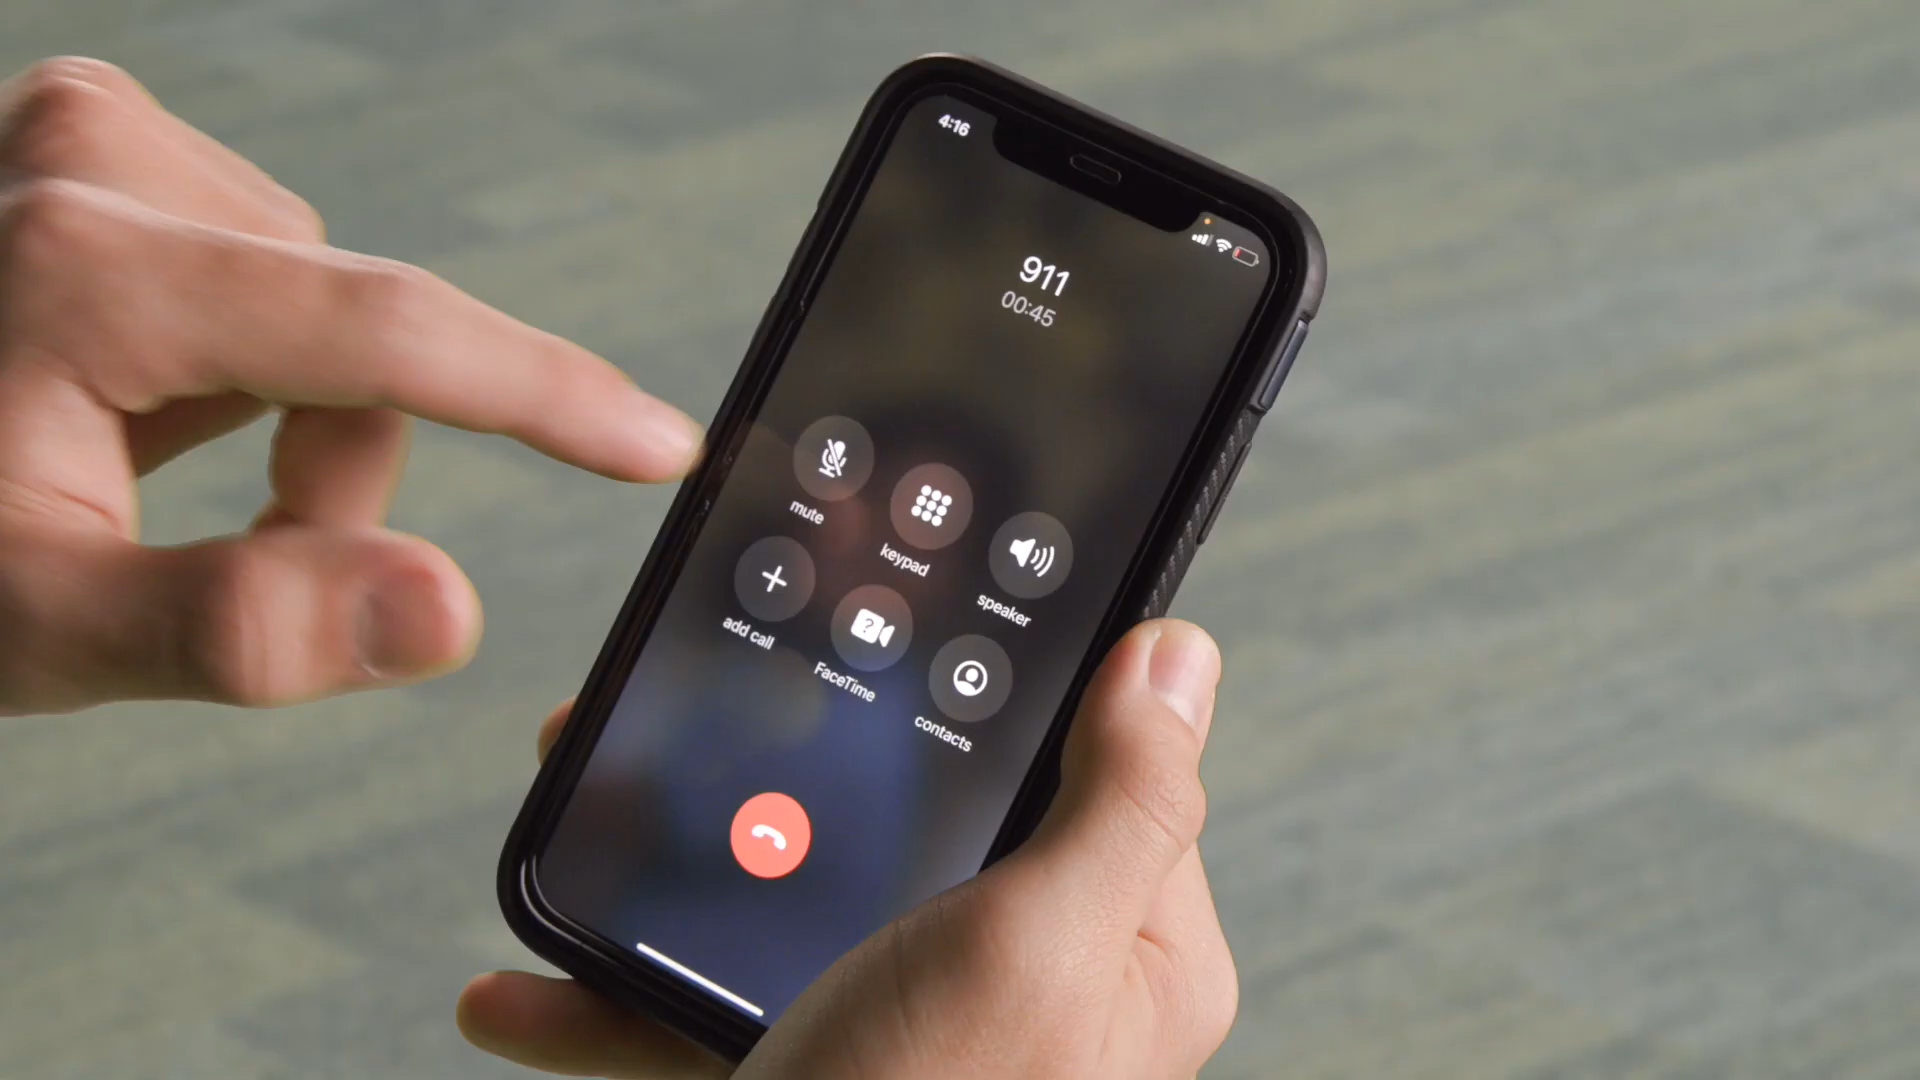 4:16
911
00:45
mute
keypad
speaker
add call
?
FaceTime
contacts